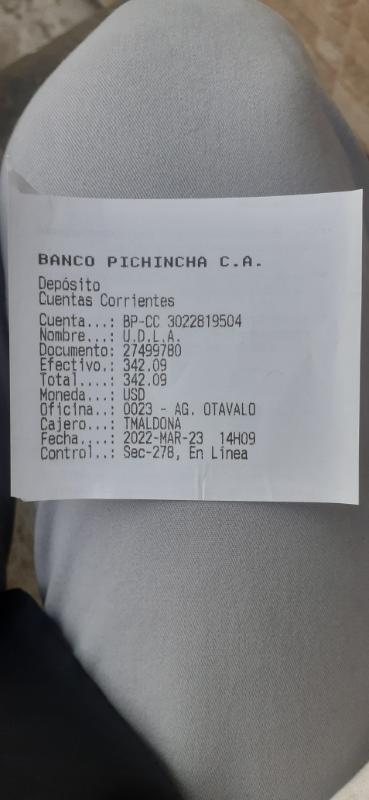 BANCO PICHINCHA C.A.
Depósito
Cuentas Corrientes
Cuenta...: BP-CC 3022819504
Nombre...: U.D.L.A.
Documento: 27499780
Efectivo.: 342.09
Total....: 342.09
Moneda...: USD
Oficina..: 0023 - AG. OTAVALO
Cajero...: TMALDONA
Fecha....: 2022-MAR-23 14H09
Control..: Sec-278, En Línea